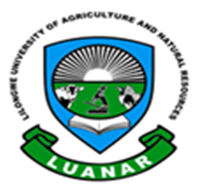 LILONGWE UNIVERSITY OF AGRICULTURE AND NATURAL RESOURCES
LUANAR